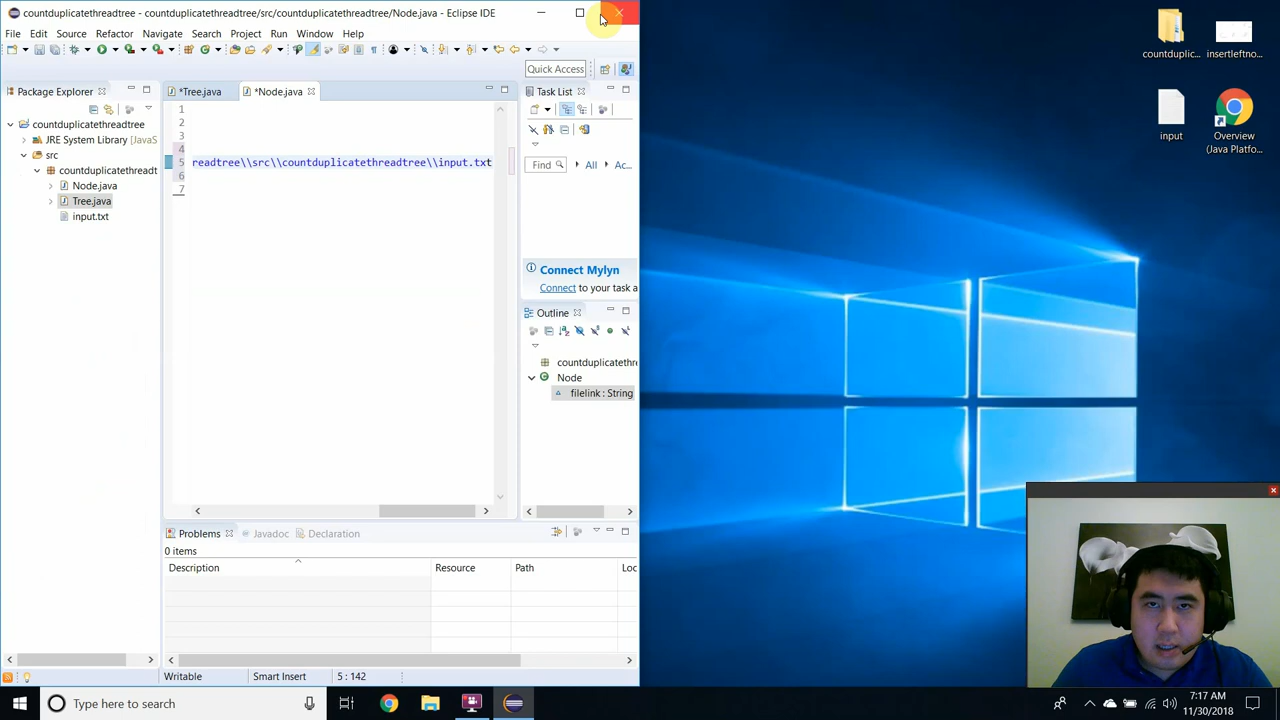 countduplicatethreadtree - countduplicatethreadtree/src/countduplicatethreadtree/Node.java - Eclipse IDE
File Edit Source Refactor Navigate Search Project Run Window Help
Quick Access
Package Explorer
*Tree.java
*Node.java
Task List
countduplicatethreadtree
JRE System Library [JavaS
src
countduplicatethreadt
Node.java
Tree.java
input.txt
1
2
3
4
5 readtree\\src\\countduplicatethreadtree\\input.txt
6
7
Find
All
Ac...
Connect Mylyn
Connect to your task a
Outline
countduplicatethre
Node
filelink : String
Problems
Javadoc
Declaration
0 items
Description
Resource
Path
Loc
Writable
Smart Insert
5 : 142
countduplic...
insertleftno...
input
Overview
(Java Platfo...
Type here to search
7:17 AM
11/30/2018